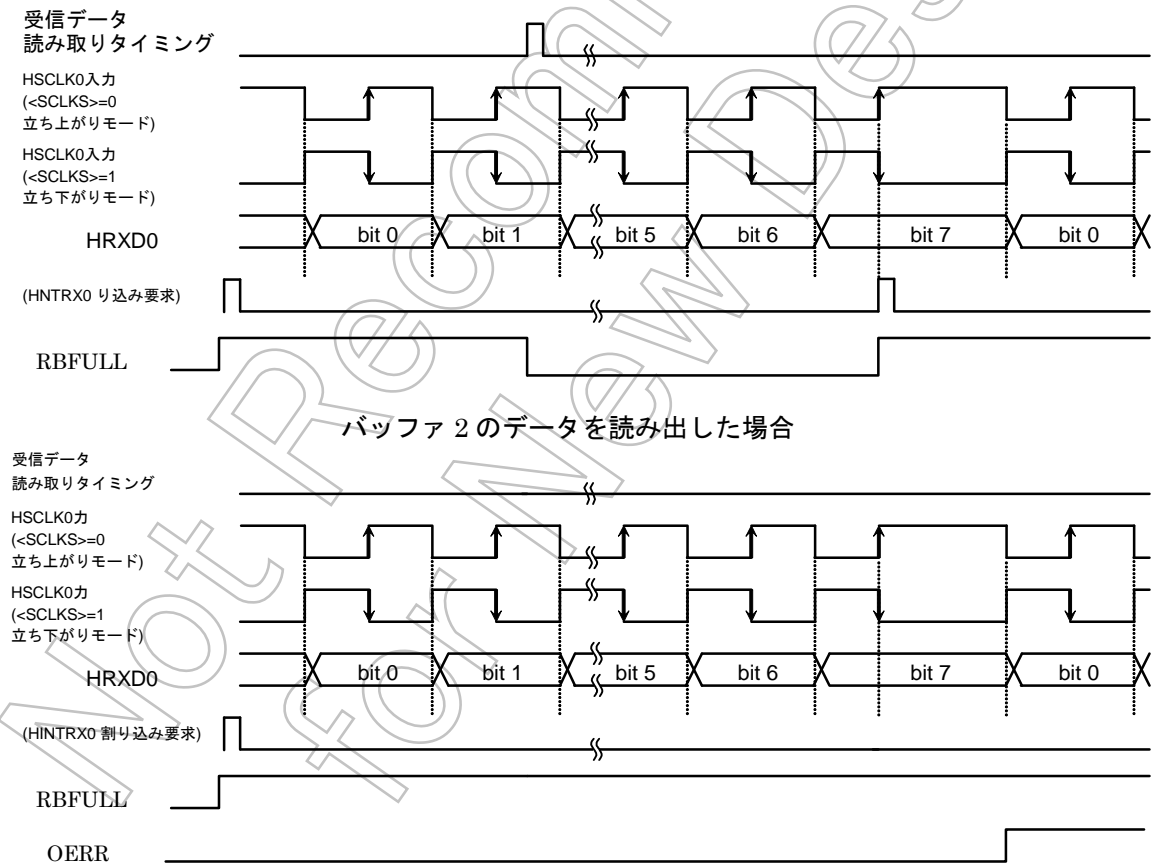 受信データ
読み取りタイミング
HSCLK0入力
(<SCLKS>=0
立ち上がりモード)
HSCLK0入力
(<SCLKS>=1
立ち下がりモード)
HRXD0
bit 0
bit 1
bit 5
bit 6
bit 7
bit 0
(HNTRX0 り込み要求)
RBFULL
バッファ 2 のデータを読み出した場合
受信データ
読み取りタイミング
HSCLK0力
(<SCLKS>=0
立ち上がりモード)
HSCLK0力
(<SCLKS>=1
立ち下がりモード)
HRXD0
bit 0
bit 1
bit 5
bit 6
bit 7
bit 0
(HINTRX0 割り込み要求)
RBFULL
OERR
Not Recom
for New Des